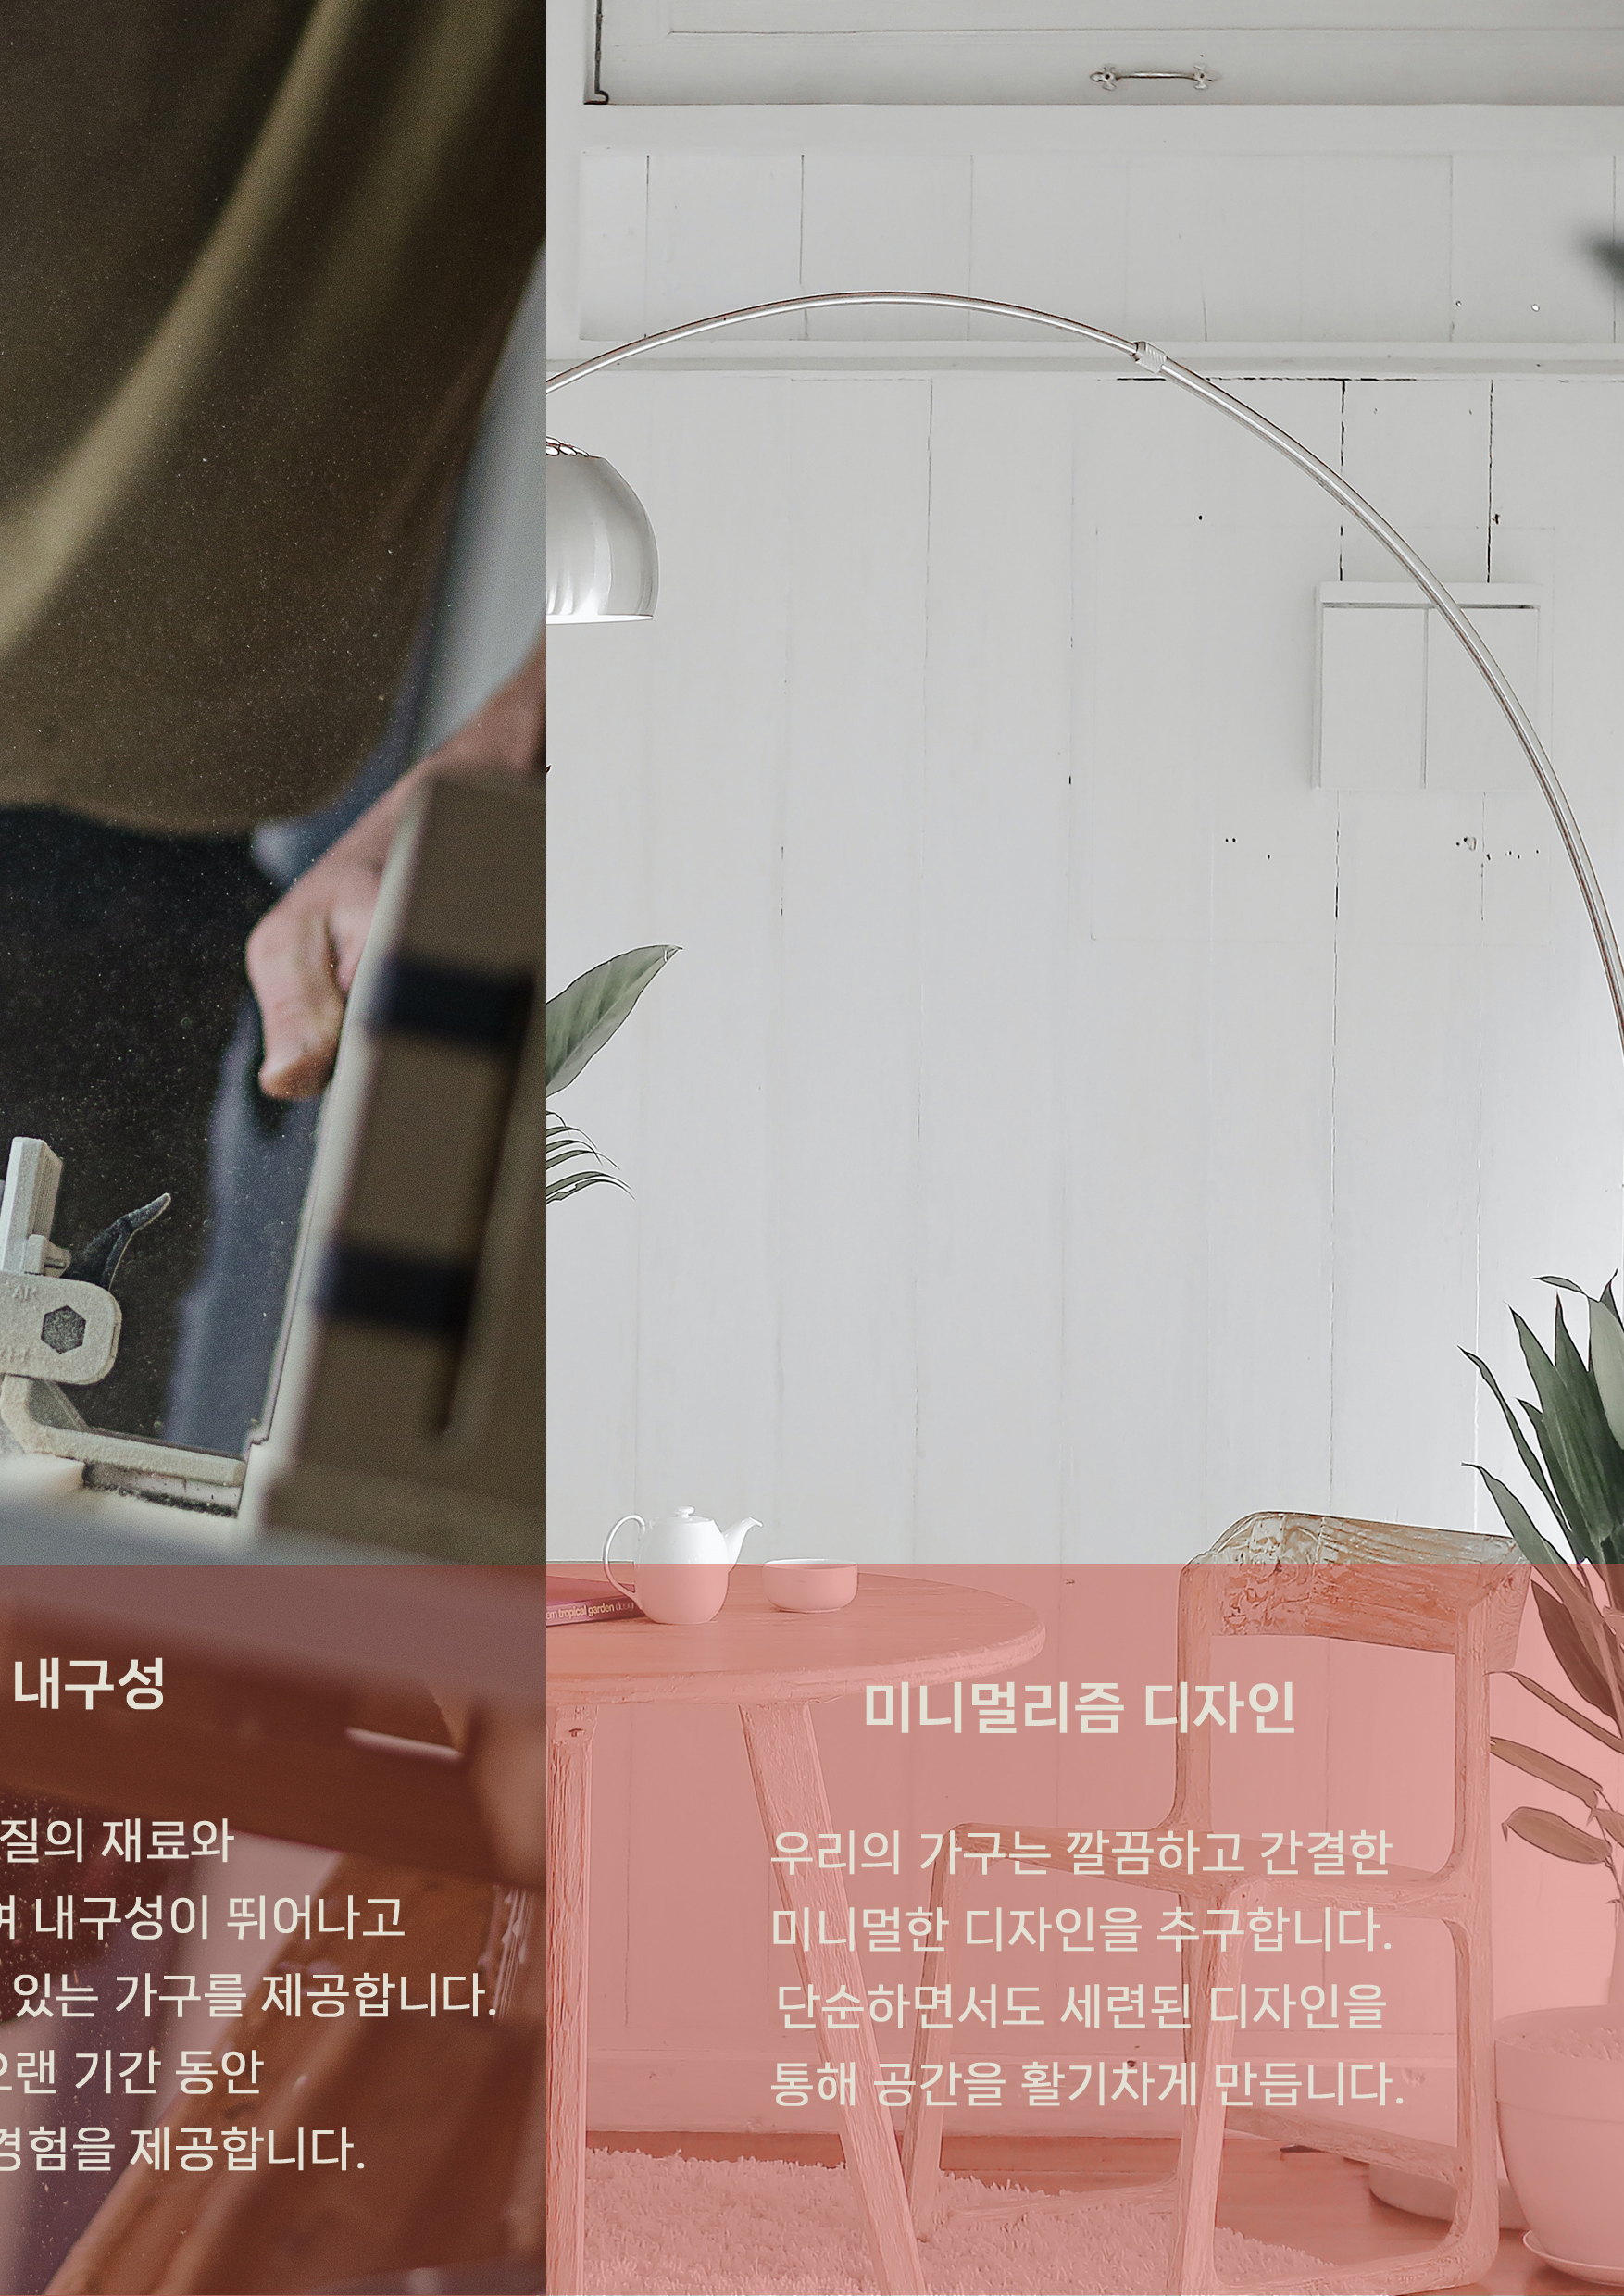 내구성
질의 재료와
내구성이 뛰어나고
있는 가구를 제공합니다.
오랜 기간 동안
경험을 제공합니다.
tropical garden
미니멀리즘 디자인
우리의 가구는 깔끔하고 간결한
미니멀한 디자인을 추구합니다.
단순하면서도 세련된 디자인을
통해 공간을 활기차게 만듭니다.